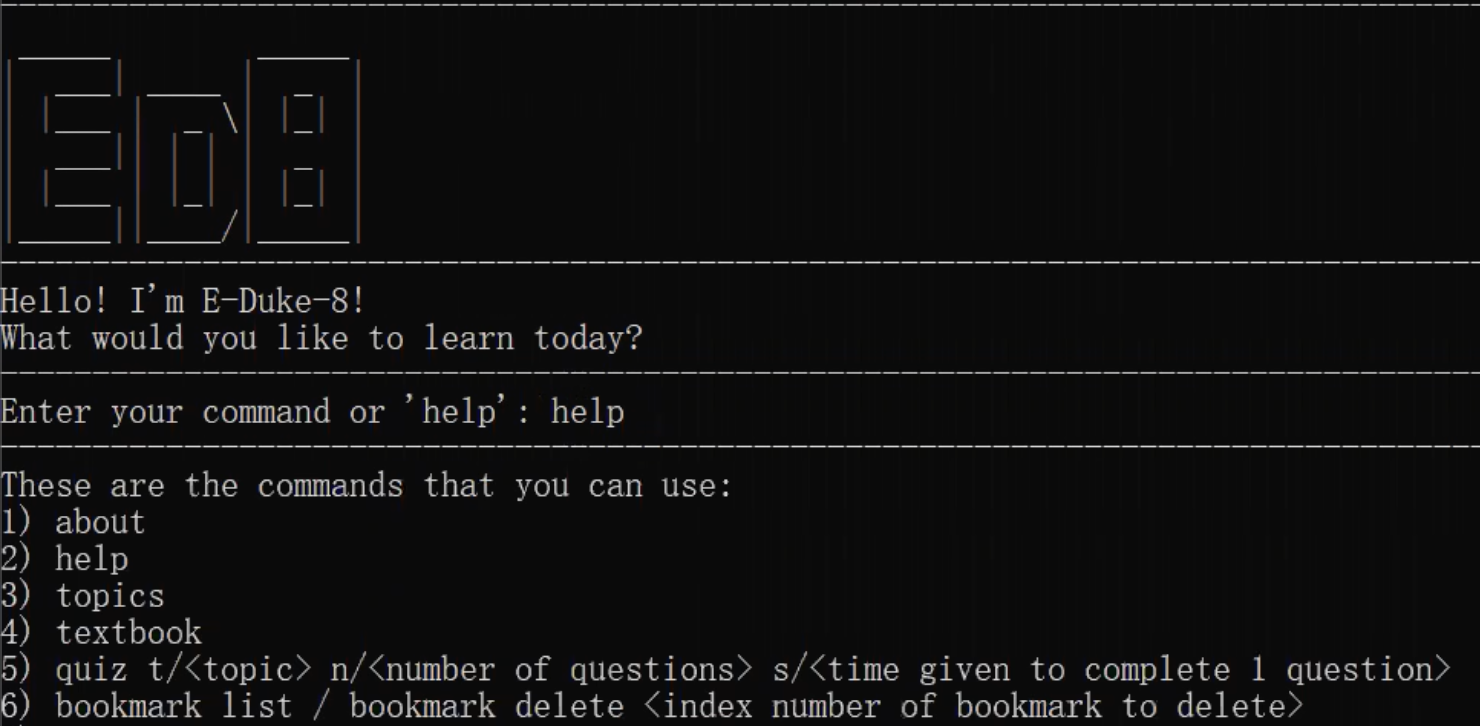 Ed8
Hello! I'm E-Duke-8!
What would you like to learn today?
Enter your command or 'help': help
These are the commands that you can use:
1) about
2) help
3) topics
4) textbook
5) quiz t/<topic> n/<number of questions> s/<time given to complete 1 question>
6) bookmark list / bookmark delete <index number of bookmark to delete>